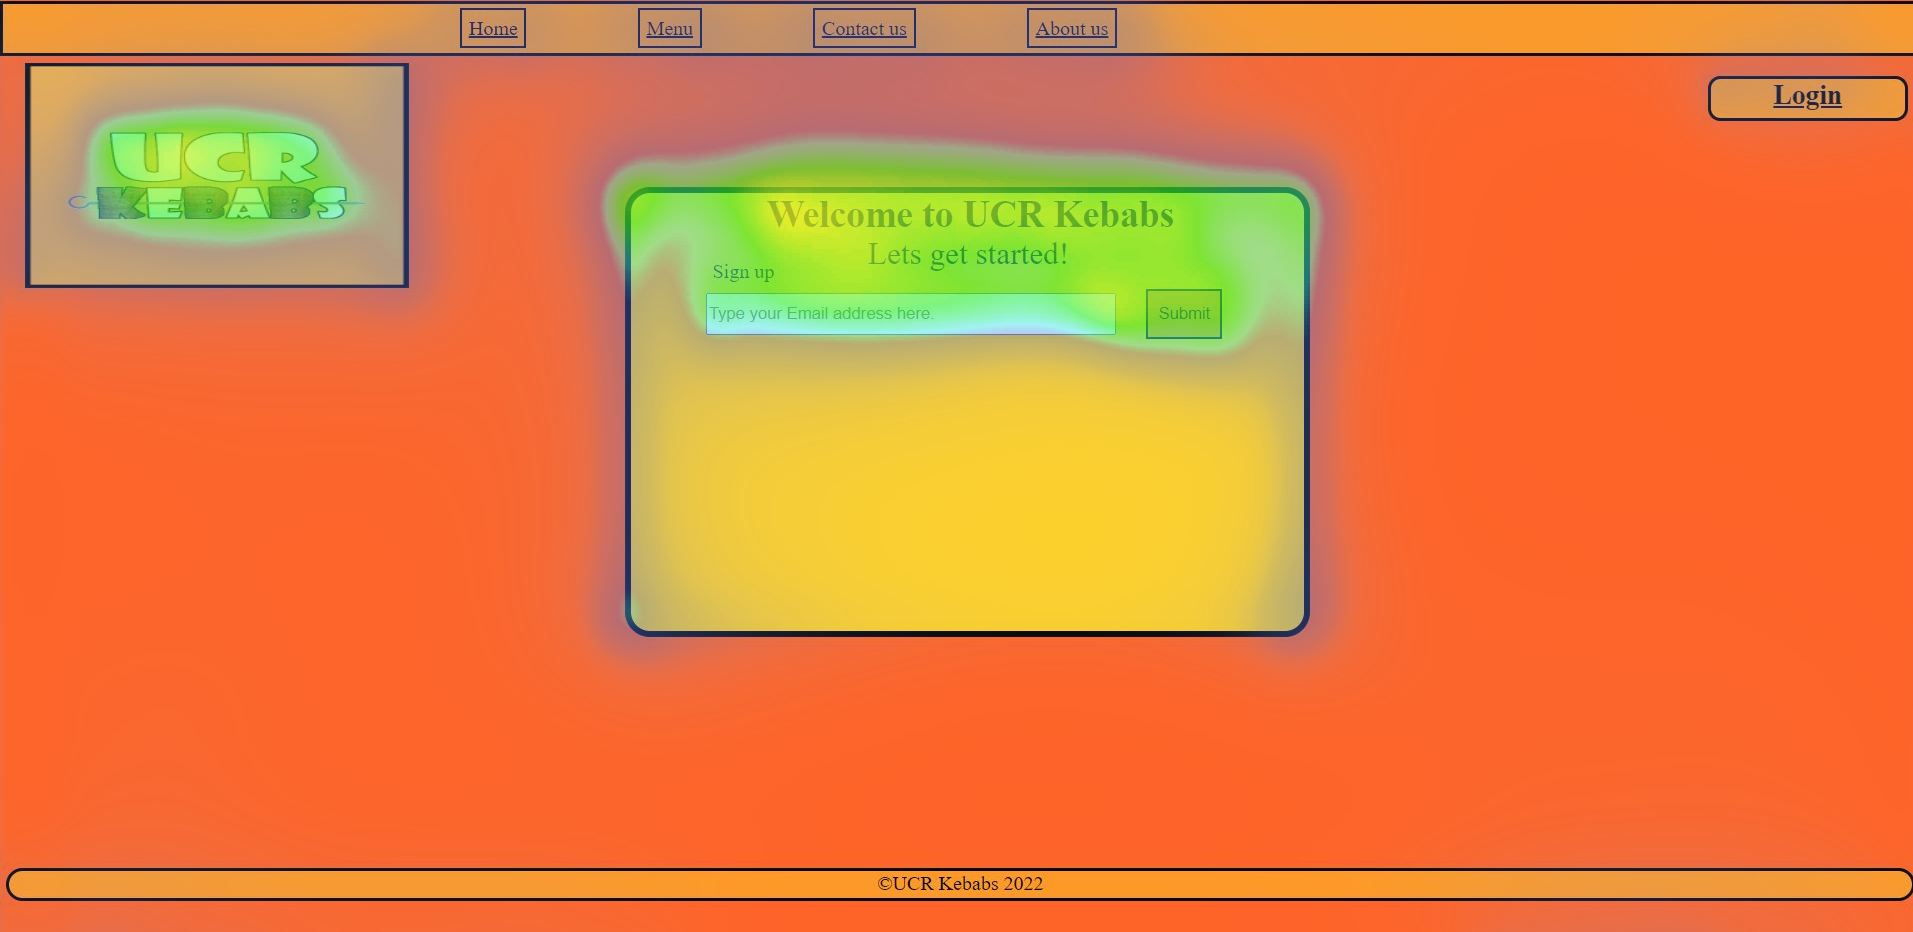 Home
Menu
Contact us
About us
Login
UCR
KEBABS
Welcome to UCR Kebabs
Lets get started!
Sign up
Type your Email address here.
Submit
©UCR Kebabs 2022